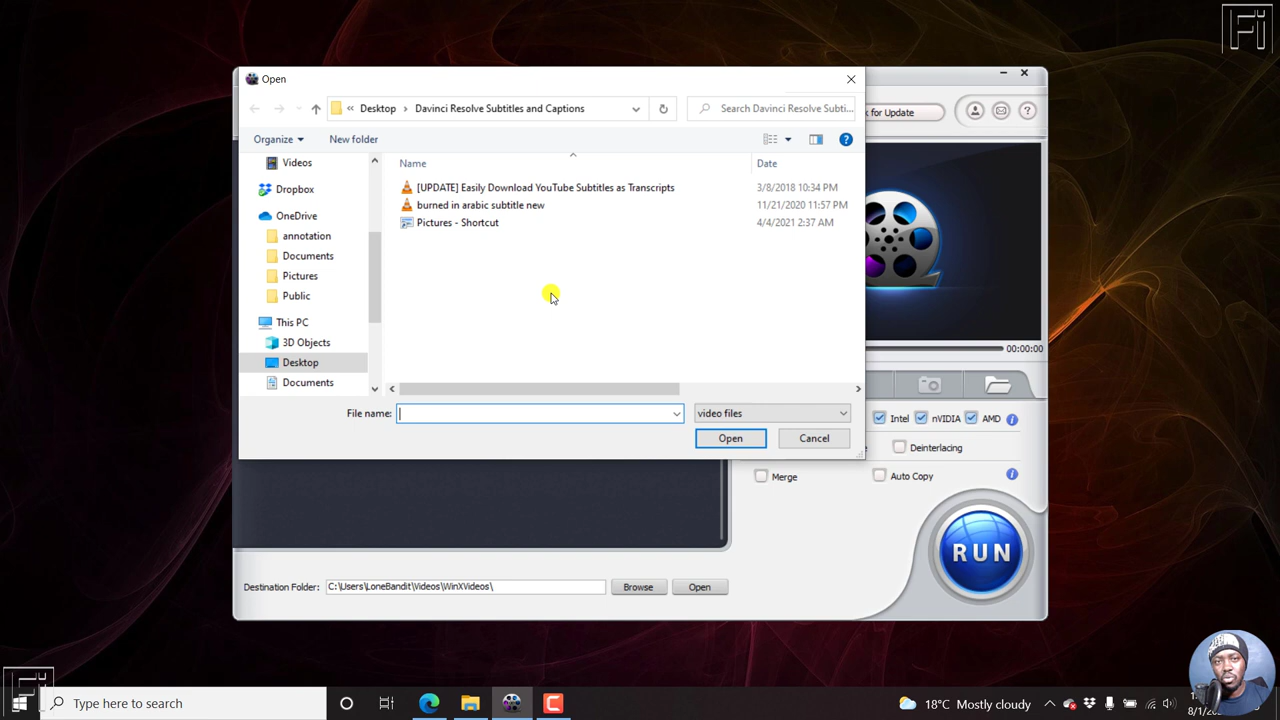 Fi
Open
for Update
?
« Desktop › Davinci Resolve Subtitles and Captions
Search Davinci Resolve Subti...
Organize
New folder
?
Videos
Dropbox
OneDrive
annotation
Documents
Pictures
Public
This PC
3D Objects
Desktop
Documents
Name
Date
[UPDATE] Easily Download YouTube Subtitles as Transcripts
3/8/2018 10:34 PM
burned in arabic subtitle new
11/21/2020 11:57 PM
Pictures - Shortcut
4/4/2021 2:37 AM
00:00:00
File name:
video files
Open
Cancel
Intel
nVIDIA
AMD
i
Deinterlacing
Merge
Auto Copy
i
RUN
Destination Folder:
C:\Users\LoneBandit\Videos\WinXVideos\
Browse
Open
Fi
Type here to search
18°C Mostly cloudy